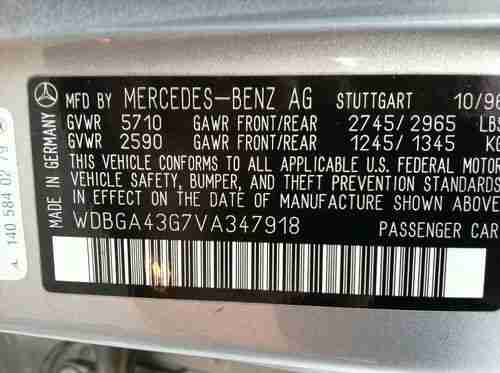 MFD BY MERCEDES-BENZ AG STUTTGART 10/96
GVWR 5710 GAWR FRONT/REAR 2745/2965 LBS
GVWR 2590 GAWR FRONT/REAR 1245/1345 KG
THIS VEHICLE CONFORMS TO ALL APPLICABLE U.S. FEDERAL MOTOR
VEHICLE SAFETY, BUMPER, AND THEFT PREVENTION STANDARDS
IN EFFECT ON THE DATE OF MANUFACTURE SHOWN ABOVE
WDBGA43G7VA347918 PASSENGER CAR
MADE IN GERMANY
140 584 02 79